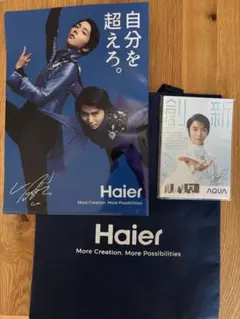 自分を
超えろ。
Haier
More Creation. More Possibilities
創新
AQUA
Haier
More Creation. More Possibilities